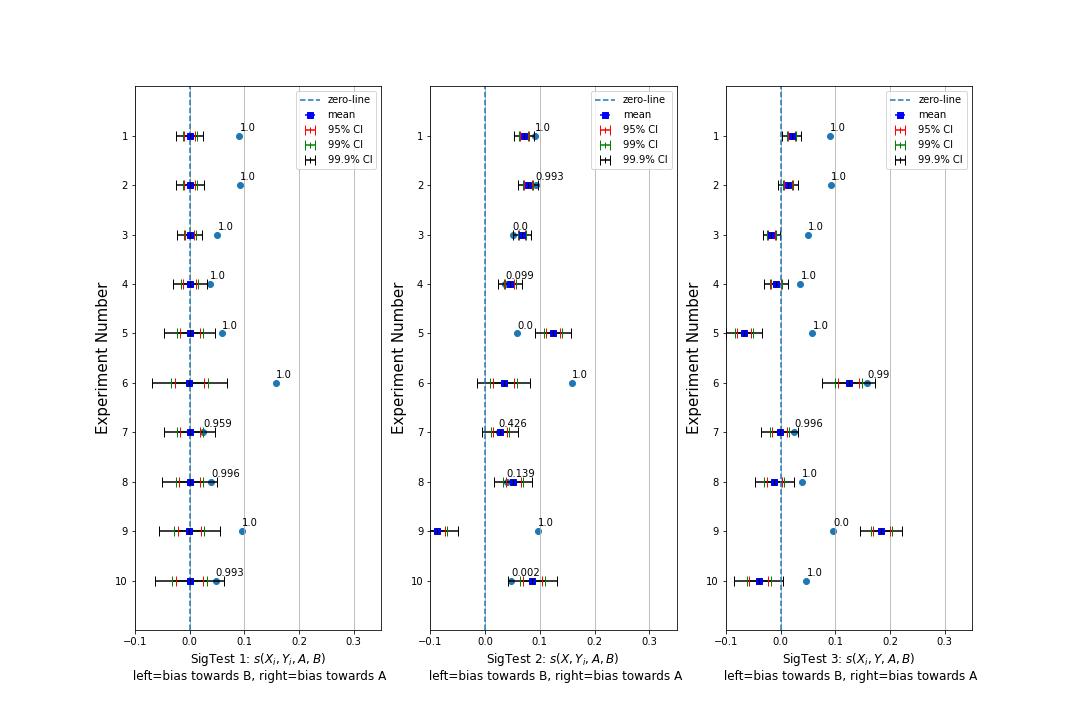 zero-line
mean
95% CI
99% CI
99.9% CI
Experiment Number
1
2
3
4
5
6
7
8
9
10
1.0
1.0
1.0
1.0
1.0
1.0
0.959
0.996
1.0
0.993
−0.1 0.0 0.1 0.2 0.3
SigTest 1: s(X_i, Y_i, A, B)
left=bias towards B, right=bias towards A
zero-line
mean
95% CI
99% CI
99.9% CI
Experiment Number
1
2
3
4
5
6
7
8
9
10
1.0
0.993
0.0
0.099
0.0
1.0
0.426
0.139
1.0
0.002
−0.1 0.0 0.1 0.2 0.3
SigTest 2: s(X, Y_i, A, B)
left=bias towards B, right=bias towards A
zero-line
mean
95% CI
99% CI
99.9% CI
Experiment Number
1
2
3
4
5
6
7
8
9
10
1.0
1.0
1.0
1.0
1.0
0.99
0.996
1.0
0.0
1.0
−0.1 0.0 0.1 0.2 0.3
SigTest 3: s(X_i, Y, A, B)
left=bias towards B, right=bias towards A